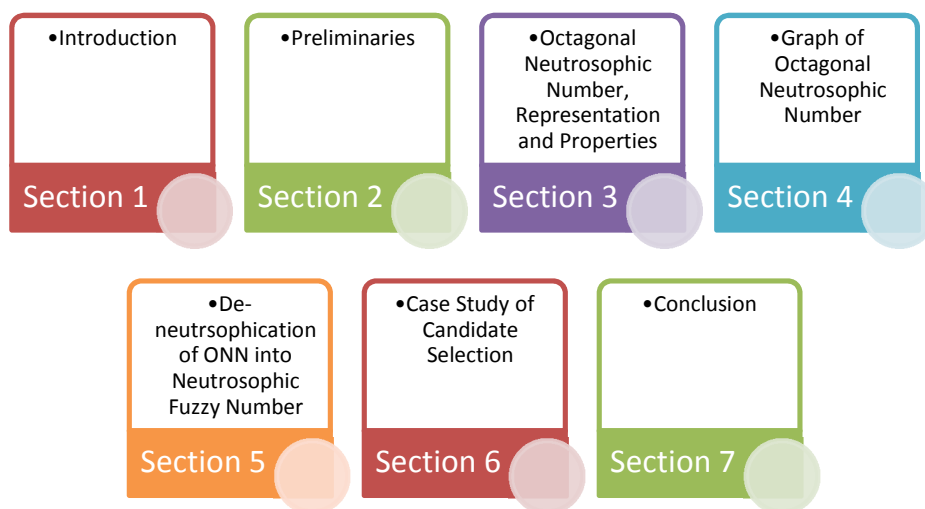 •Introduction
Section 1
•Preliminaries
Section 2
•Octagonal
Neutrosophic
Number,
Representation
and Properties
Section 3
•Graph of
Octagonal
Neutrosophic
Number
Section 4
•De-
neutrsophication
of ONN into
Neutrosophic
Fuzzy Number
Section 5
•Case Study of
Candidate
Selection
Section 6
•Conclusion
Section 7